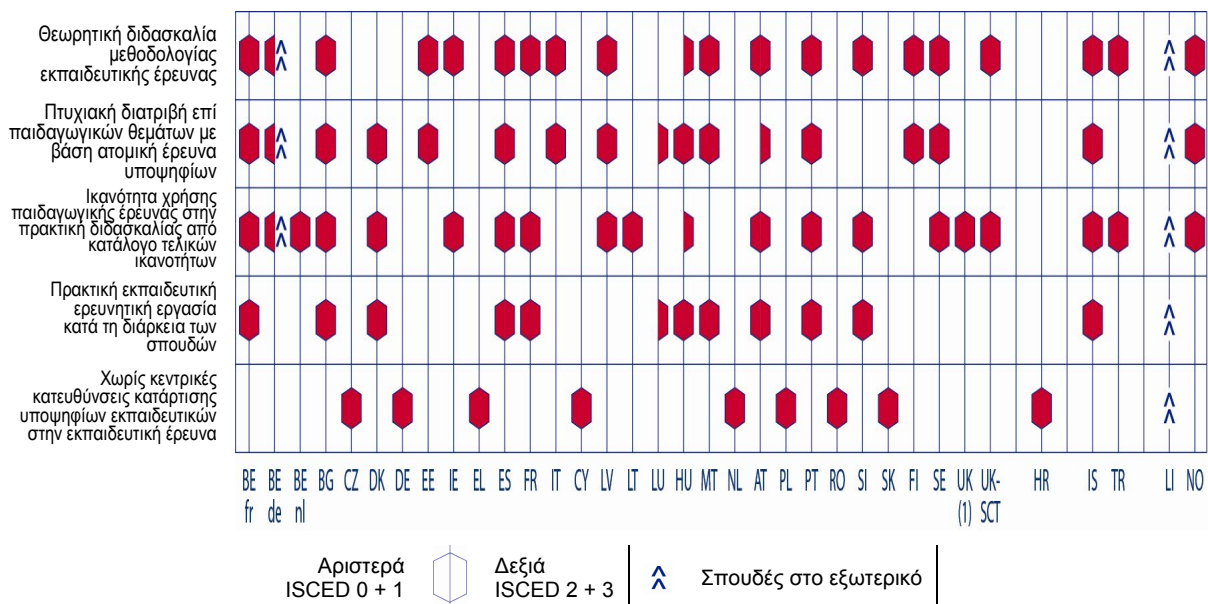 Θεωρητική διδασκαλία
μεθοδολογίας
εκπαιδευτικής έρευνας
Πτυχιακή διατριβή επί
παιδαγωγικών θεμάτων με
βάση ατομική έρευνα
υποψηφίων
Ικανότητα χρήσης
παιδαγωγικής έρευνας στην
πρακτική διδασκαλίας από
κατάλογο τελικών
ικανοτήτων
Πρακτική εκπαιδευτική
ερευνητική εργασία
κατά τη διάρκεια των
σπουδών
Χωρίς κεντρικές
κατευθύνσεις κατάρτισης
υποψηφίων εκπαιδευτικών
στην εκπαιδευτική έρευνα
BE BE BE BG CZ DK DE EE IE EL ES FR IT CY LV LT LU HU MT NL AT PL PT RO SI SK FI SE UK UK- HR IS TR LI NO
fr de nl (1) SCT
Αριστερά Δεξιά
ISCED 0 + 1 ISCED 2 + 3 Σπουδές στο εξωτερικό